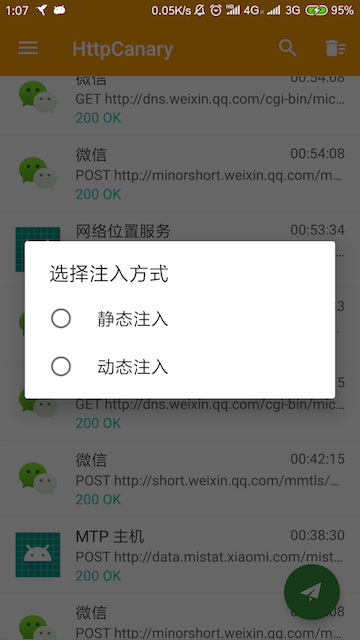 1:07
0.05K/s
4G
3G
95%
HttpCanary
微信
00:54:08
GET http://dns.weixin.qq.com/cgi-bin/mic...
200 OK
微信
00:54:08
POST http://minorshort.weixin.qq.com/m...
200 OK
网络位置服务
00:53:34
选择注入方式
静态注入
动态注入
GET http://dns.weixin.qq.com/cgi-bin/mic...
200 OK
微信
00:42:15
POST http://short.weixin.qq.com/mmtls/...
200 OK
MTP 主机
00:38:30
POST http://data.mistat.xiaomi.com/mist...
200 OK
微信
POST http://minorshort.weixin.qq.com/m...